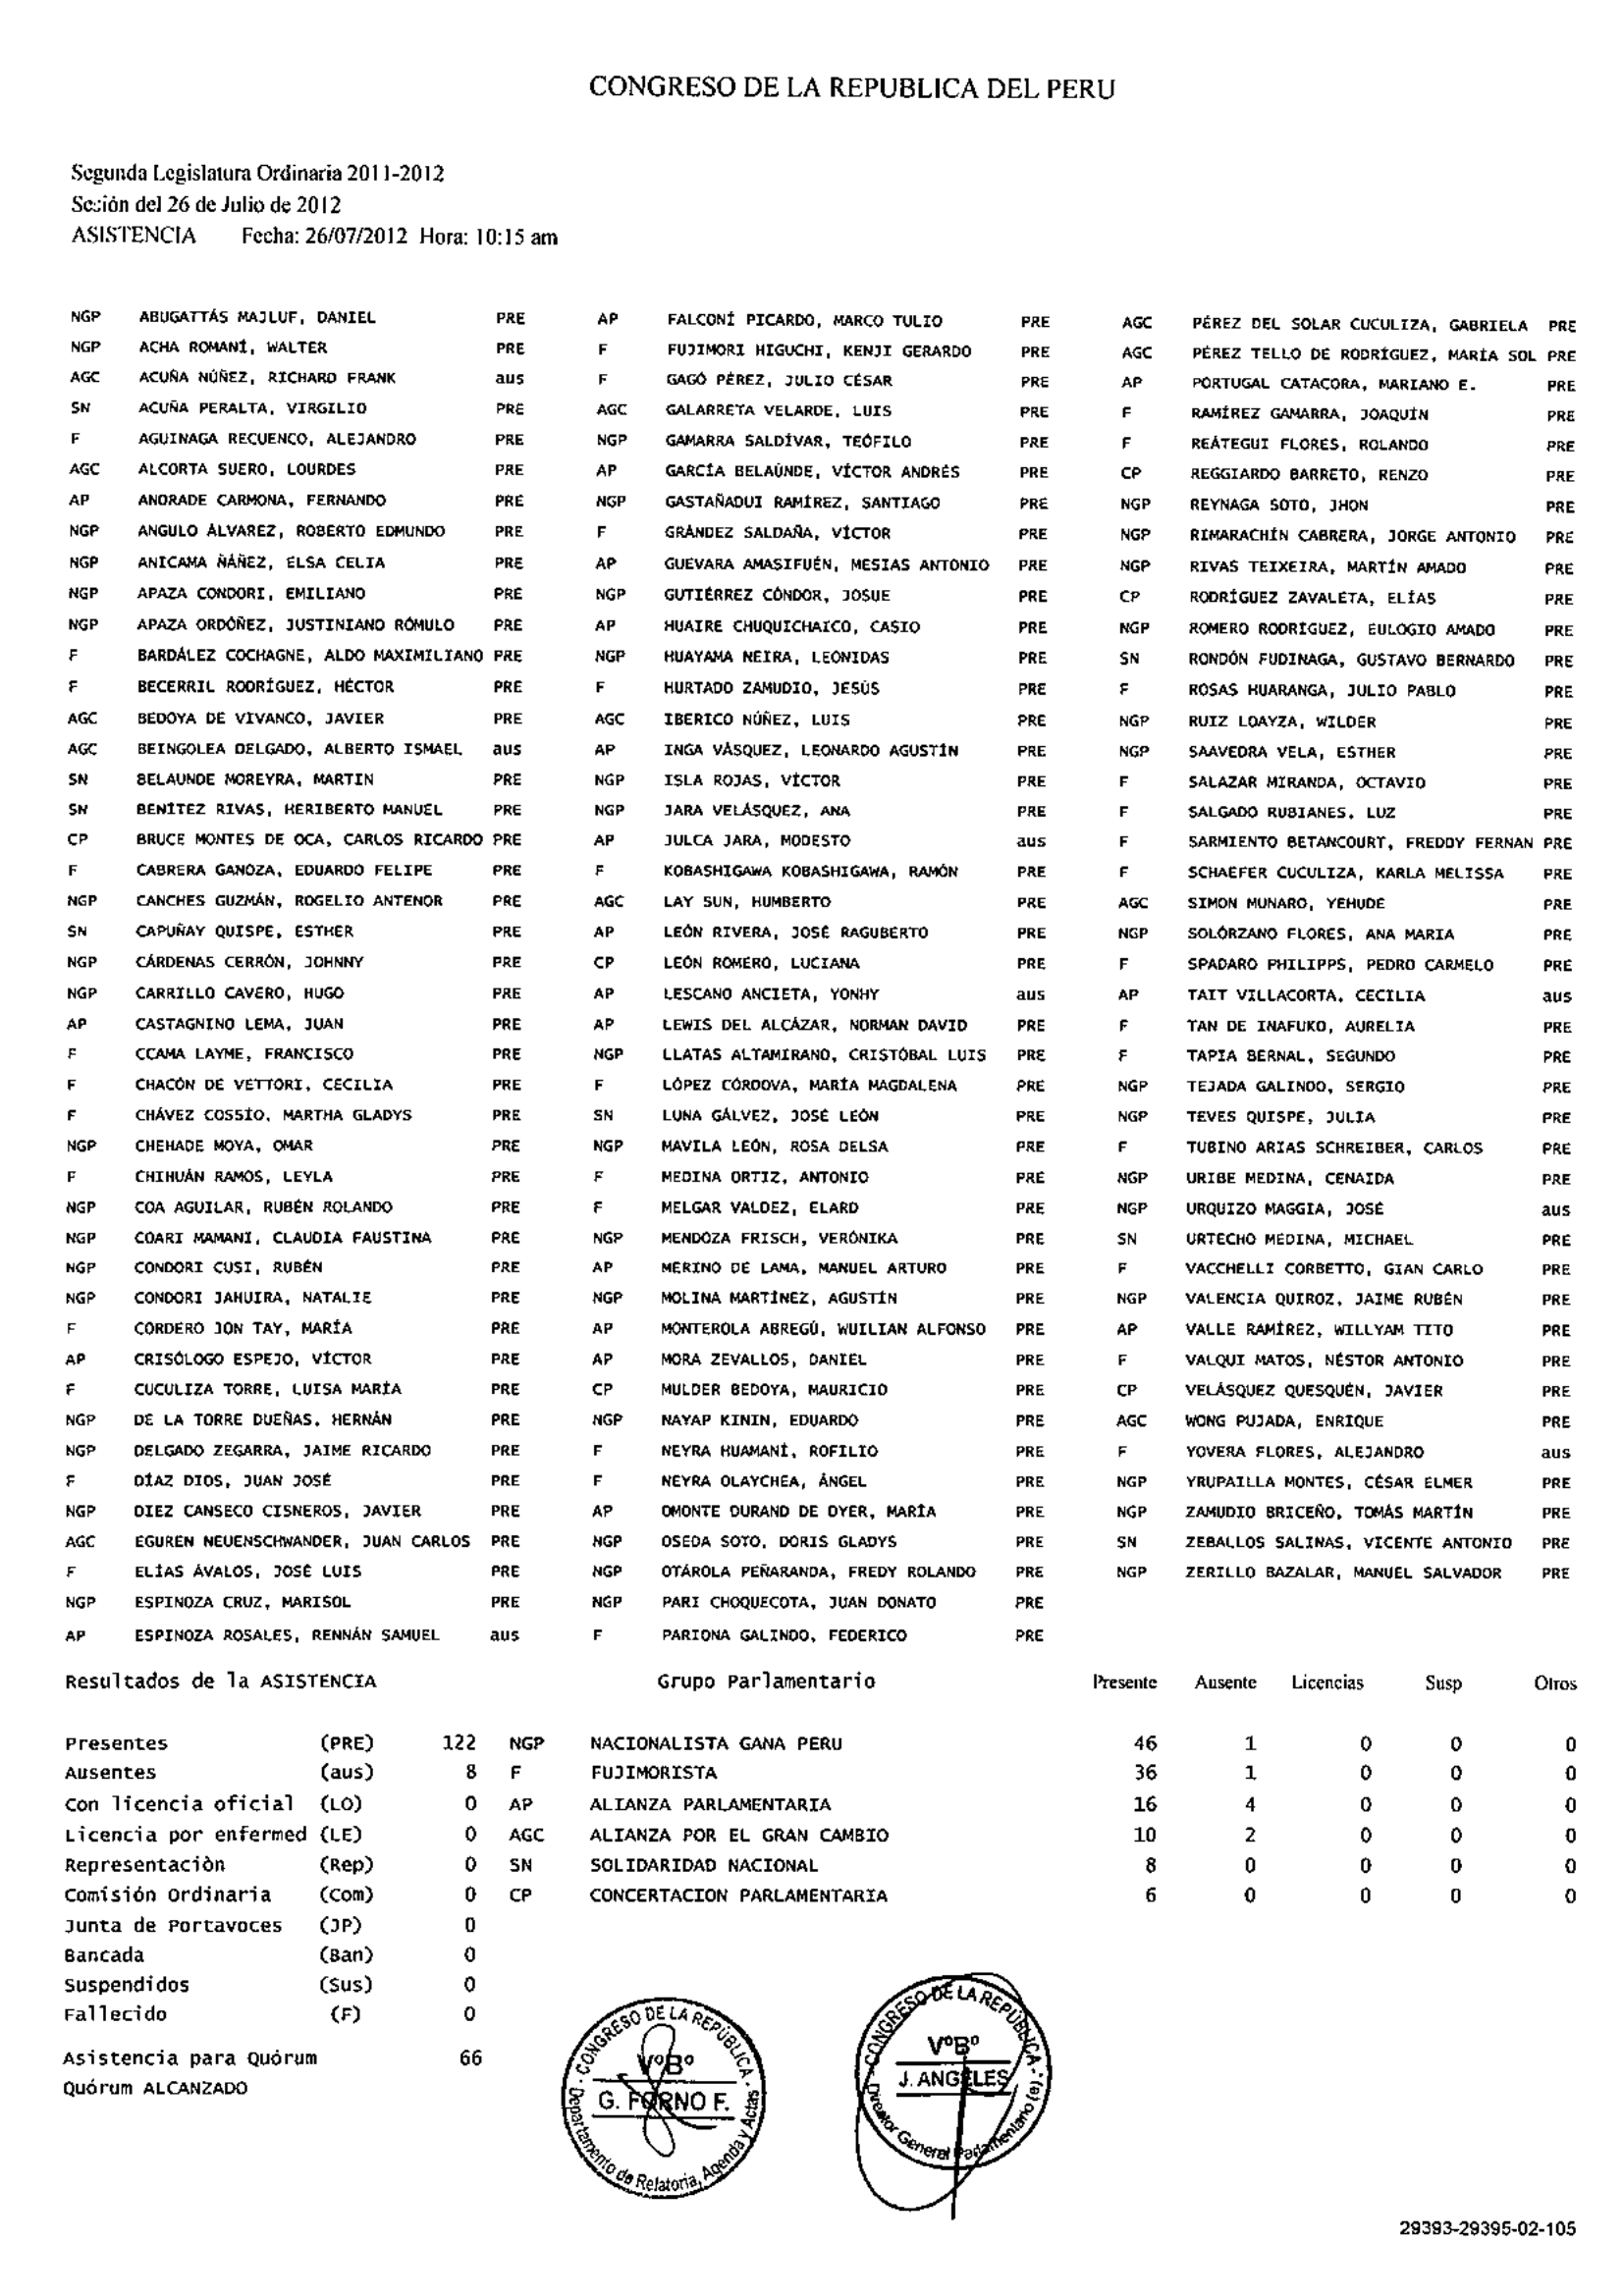 CONGRESO DE LA REPUBLICA DEL PERU
Segunda Legislatura Ordinaria 2011-2012
Sesión del 26 de Julio de 2012
ASISTENCIA Fecha: 26/07/2012 Hora: 10:15 am
NGP ABUGATTÁS MAJLUF, DANIEL PRE
NGP ACHA ROMANÍ, WALTER PRE
AGC ACUÑA NÚÑEZ, RICHARD FRANK aus
SN ACUÑA PERALTA, VIRGILIO PRE
F AGUINAGA RECUENCO, ALEJANDRO PRE
AGC ALCORTA SUERO, LOURDES PRE
AP ANDRADE CARMONA, FERNANDO PRE
NGP ANGULO ÁLVAREZ, ROBERTO EDMUNDO PRE
NGP ANICAMA ÑÁÑEZ, ELSA CELIA PRE
NGP APAZA CONDORI, EMILIANO PRE
NGP APAZA ORDÓÑEZ, JUSTINIANO RÓMULO PRE
F BARDÁLEZ COCHAGNE, ALDO MAXIMILIANO PRE
F BECERRIL RODRÍGUEZ, HÉCTOR PRE
AGC BEDOYA DE VIVANCO, JAVIER PRE
AGC BEINGOLEA DELGADO, ALBERTO ISMAEL aus
SN BELAUNDE MOREYRA, MARTIN PRE
SN BENÍTEZ RIVAS, HERIBERTO MANUEL PRE
CP BRUCE MONTES DE OCA, CARLOS RICARDO PRE
F CABRERA GANOZA, EDUARDO FELIPE PRE
NGP CANCHES GUZMÁN, ROGELIO ANTENOR PRE
SN CAPUÑAY QUISPE, ESTHER PRE
NGP CÁRDENAS CERRÓN, JOHNNY PRE
NGP CARRILLO CAVERO, HUGO PRE
AP CASTAGNINO LEMA, JUAN PRE
F CCAMA LAYME, FRANCISCO PRE
F CHACÓN DE VETTORI, CECILIA PRE
F CHÁVEZ COSSÍO, MARTHA GLADYS PRE
NGP CHEHADE MOYA, OMAR PRE
F CHIHUÁN RAMOS, LEYLA PRE
NGP COA AGUILAR, RUBÉN ROLANDO PRE
NGP COARI MAMANI, CLAUDIA FAUSTINA PRE
NGP CONDORI CUSI, RUBÉN PRE
NGP CONDORI JAHUIRA, NATALIE PRE
F CORDERO JON TAY, MARÍA PRE
AP CRISÓLOGO ESPEJO, VÍCTOR PRE
F CUCULIZA TORRE, LUISA MARÍA PRE
NGP DE LA TORRE DUEÑAS, HERNÁN PRE
NGP DELGADO ZEGARRA, JAIME RICARDO PRE
F DÍAZ DIOS, JUAN JOSÉ PRE
NGP DIEZ CANSECO CISNEROS, JAVIER PRE
AGC EGUREN NEUENSCHWANDER, JUAN CARLOS PRE
F ELÍAS ÁVALOS, JOSÉ LUIS PRE
NGP ESPINOZA CRUZ, MARISOL PRE
AP ESPINOZA ROSALES, RENNÁN SAMUEL aus
AP FALCONÍ PICARDO, MARCO TULIO PRE
F FUJIMORI HIGUCHI, KENJI GERARDO PRE
F GAGÓ PÉREZ, JULIO CÉSAR PRE
AGC GALARRETA VELARDE, LUIS PRE
NGP GAMARRA SALDÍVAR, TEÓFILO PRE
AP GARCÍA BELAÚNDE, VÍCTOR ANDRÉS PRE
NGP GASTAÑADUI RAMÍREZ, SANTIAGO PRE
F GRÁNDEZ SALDAÑA, VÍCTOR PRE
AP GUEVARA AMASIFUÉN, MESIAS ANTONIO PRE
NGP GUTIÉRREZ CÓNDOR, JOSUE PRE
AP HUAIRE CHUQUICHAICO, CASIO PRE
NGP HUAYAMA NEIRA, LEONIDAS PRE
F HURTADO ZAMUDIO, JESÚS PRE
AGC IBERICO NÚÑEZ, LUIS PRE
AP INGA VÁSQUEZ, LEONARDO AGUSTÍN PRE
NGP ISLA ROJAS, VÍCTOR PRE
NGP JARA VELÁSQUEZ, ANA PRE
AP JULCA JARA, MODESTO aus
F KOBASHIGAWA KOBASHIGAWA, RAMÓN PRE
AGC LAY SUN, HUMBERTO PRE
AP LEÓN RIVERA, JOSÉ RAGUBERTO PRE
CP LEÓN ROMERO, LUCIANA PRE
AP LESCANO ANCIETA, YONHY aus
AP LEWIS DEL ALCÁZAR, NORMAN DAVID PRE
NGP LLATAS ALTAMIRANO, CRISTÓBAL LUIS PRE
F LÓPEZ CÓRDOVA, MARÍA MAGDALENA PRE
SN LUNA GÁLVEZ, JOSÉ LEÓN PRE
NGP MAVILA LEÓN, ROSA DELSA PRE
F MEDINA ORTIZ, ANTONIO PRE
F MELGAR VALDEZ, ELARD PRE
NGP MENDOZA FRISCH, VERÓNIKA PRE
AP MERINO DE LAMA, MANUEL ARTURO PRE
NGP MOLINA MARTÍNEZ, AGUSTÍN PRE
AP MONTEROLA ABREGÚ, WUILIAN ALFONSO PRE
AP MORA ZEVALLOS, DANIEL PRE
CP MULDER BEDOYA, MAURICIO PRE
NGP NAYAP KININ, EDUARDO PRE
F NEYRA HUAMANÍ, ROFILIO PRE
F NEYRA OLAYCHEA, ÁNGEL PRE
AP OMONTE DURAND DE DYER, MARÍA PRE
NGP OSEDA SOTO, DORIS GLADYS PRE
NGP OTÁROLA PEÑARANDA, FREDY ROLANDO PRE
NGP PARI CHOQUECOTA, JUAN DONATO PRE
F PARIONA GALINDO, FEDERICO PRE
AGC PÉREZ DEL SOLAR CUCULIZA, GABRIELA PRE
AGC PÉREZ TELLO DE RODRÍGUEZ, MARÍA SOL PRE
AP PORTUGAL CATACORA, MARIANO E. PRE
F RAMÍREZ GAMARRA, JOAQUÍN PRE
F REÁTEGUI FLORES, ROLANDO PRE
CP REGGIARDO BARRETO, RENZO PRE
NGP REYNAGA SOTO, JHON PRE
NGP RIMARACHÍN CABRERA, JORGE ANTONIO PRE
NGP RIVAS TEIXEIRA, MARTÍN AMADO PRE
CP RODRÍGUEZ ZAVALETA, ELÍAS PRE
NGP ROMERO RODRÍGUEZ, EULOGIO AMADO PRE
SN RONDÓN FUDINAGA, GUSTAVO BERNARDO PRE
F ROSAS HUARANGA, JULIO PABLO PRE
NGP RUIZ LOAYZA, WILDER PRE
NGP SAAVEDRA VELA, ESTHER PRE
F SALAZAR MIRANDA, OCTAVIO PRE
F SALGADO RUBIANES, LUZ PRE
F SARMIENTO BETANCOURT, FREDDY FERNAN PRE
F SCHAEFER CUCULIZA, KARLA MELISSA PRE
AGC SIMON MUNARO, YEHUDE PRE
NGP SOLÓRZANO FLORES, ANA MARIA PRE
F SPADARO PHILIPPS, PEDRO CARMELO PRE
AP TAIT VILLACORTA, CECILIA aus
F TAN DE INAFUKO, AURELIA PRE
F TAPIA BERNAL, SEGUNDO PRE
NGP TEJADA GALINDO, SERGIO PRE
NGP TEVES QUISPE, JULIA PRE
F TUBINO ARIAS SCHREIBER, CARLOS PRE
NGP URIBE MEDINA, CENAIDA PRE
NGP URQUIZO MAGGIA, JOSÉ aus
SN URTECHO MEDINA, MICHAEL PRE
F VACCHELLI CORBETTO, GIAN CARLO PRE
NGP VALENCIA QUIROZ, JAIME RUBÉN PRE
AP VALLE RAMÍREZ, WILLYAM TITO PRE
F VALQUI MATOS, NÉSTOR ANTONIO PRE
CP VELÁSQUEZ QUESQUÉN, JAVIER PRE
AGC WONG PUJADA, ENRIQUE PRE
F YOVERA FLORES, ALEJANDRO aus
NGP YRUPAILLA MONTES, CÉSAR ELMER PRE
NGP ZAMUDIO BRICEÑO, TOMÁS MARTÍN PRE
SN ZEBALLOS SALINAS, VICENTE ANTONIO PRE
NGP ZERILLO BAZALAR, MANUEL SALVADOR PRE
Resultados de la ASISTENCIA
Presentes (PRE) 122
Ausentes (aus) 8
Con licencia oficial (LO) 0
Licencia por enfermed (LE) 0
Representación (Rep) 0
Comisión Ordinaria (Com) 0
Junta de Portavoces (JP) 0
Bancada (Ban) 0
Suspendidos (Sus) 0
Fallecido (F) 0
Asistencia para Quórum 66
Quórum ALCANZADO
Grupo Parlamentario Presente Ausente Licencias Susp Otros
NGP NACIONALISTA GANA PERU 46 1 0 0 0
F FUJIMORISTA 36 1 0 0 0
AP ALIANZA PARLAMENTARIA 16 4 0 0 0
AGC ALIANZA POR EL GRAN CAMBIO 10 2 0 0 0
SN SOLIDARIDAD NACIONAL 8 0 0 0 0
CP CONCERTACION PARLAMENTARIA 6 0 0 0 0
CONGRESO DE LA REPÚBLICA
VºBº
G. FORNO F.
Departamento de Relatoria, Agenda y Actas
CONGRESO DE LA REPÚBLICA
VºBº
J. ANGELES
Director General Parlamentario (e)
29393-29395-02-105